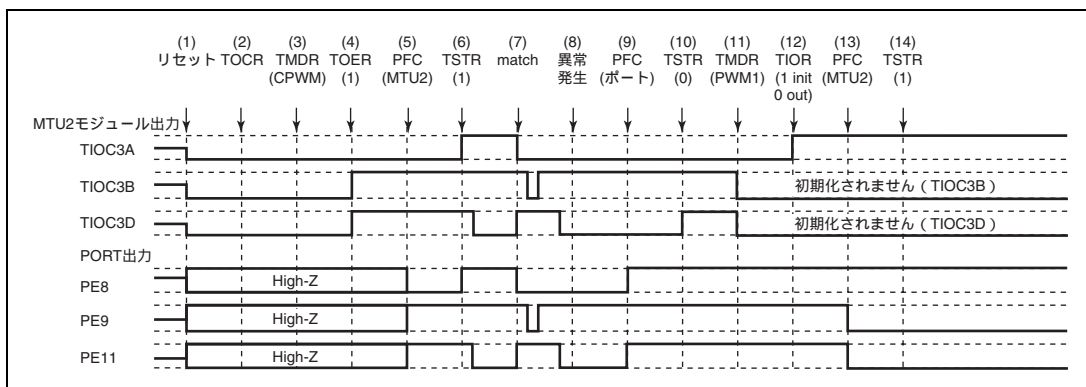 (1) (2) (3) (4) (5) (6) (7) (8) (9) (10) (11) (12) (13) (14)
リセット TOCR TMDR TOER PFC TSTR match 異常 PFC TSTR TMDR TIOR PFC TSTR
(CPWM) (1) (MTU2) (1) 発生 (ポート) (0) (PWM1) (1 init (MTU2) (1)
0 out)
MTU2モジュール出力
TIOC3A
TIOC3B 初期化されません(TIOC3B)
TIOC3D 初期化されません(TIOC3D)
PORT出力
PE8 High-Z
PE9 High-Z
PE11 High-Z